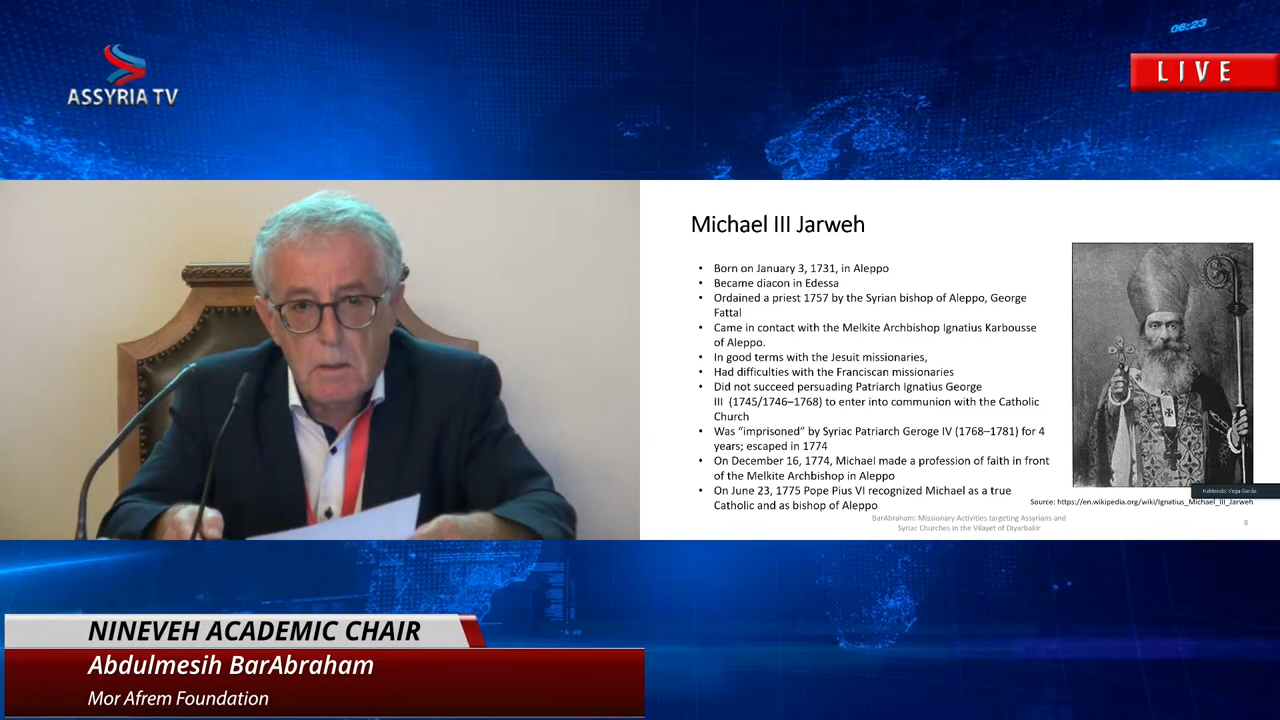 06:23
LIVE
ASSYRIA TV
Michael III Jarweh
• Born on January 3, 1731, in Aleppo
• Became diacon in Edessa
• Ordained a priest 1757 by the Syrian bishop of Aleppo, George
Fattal
• Came in contact with the Melkite Archbishop Ignatius Karbousse
of Aleppo.
• In good terms with the Jesuit missionaries,
• Had difficulties with the Franciscan missionaries
• Did not succeed persuading Patriarch Ignatius George
III (1745/1746–1768) to enter into communion with the Catholic
Church
• Was “imprisoned” by Syriac Patriarch Geroge IV (1768–1781) for 4
years; escaped in 1774
• On December 16, 1774, Michael made a profession of faith in front
of the Melkite Archbishop in Aleppo
• On June 23, 1775 Pope Pius VI recognized Michael as a true
Catholic and as bishop of Aleppo
Source: https://en.wikipedia.org/wiki/Ignatius_Michael_III_Jarweh
BarAbraham: Missionary Activities targeting Assyrians and
Syriac Churches in the Vilayet of Diyarbakir
8
NINEVEH ACADEMIC CHAIR
Abdulmesih BarAbraham
Mor Afrem Foundation